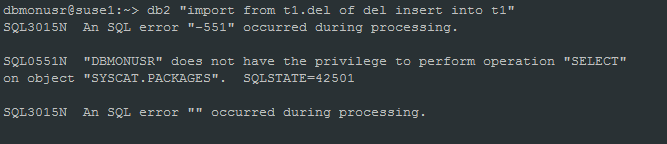 dbmonusr@suse1:~> db2 "import from t1.del of del insert into t1"
SQL3015N  An SQL error "-551" occurred during processing.
SQL0551N  "DBMONUSR" does not have the privilege to perform operation "SELECT"
on object "SYSCAT.PACKAGES".  SQLSTATE=42501
SQL3015N  An SQL error "" occurred during processing.